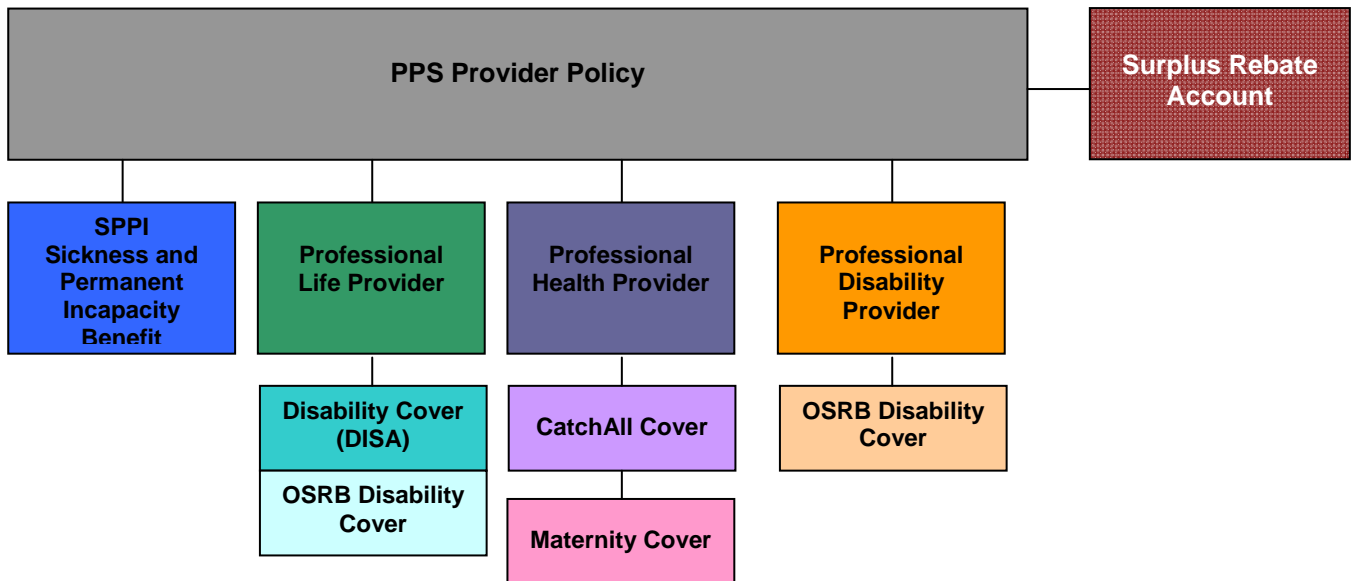 PPS Provider Policy
Surplus Rebate
Account
SPPI
Sickness and
Permanent
Incapacity
Benefit
Professional
Life Provider
Professional
Health Provider
Professional
Disability
Provider
Disability Cover
(DISA)
OSRB Disability
Cover
CatchAll Cover
Maternity Cover
OSRB Disability
Cover